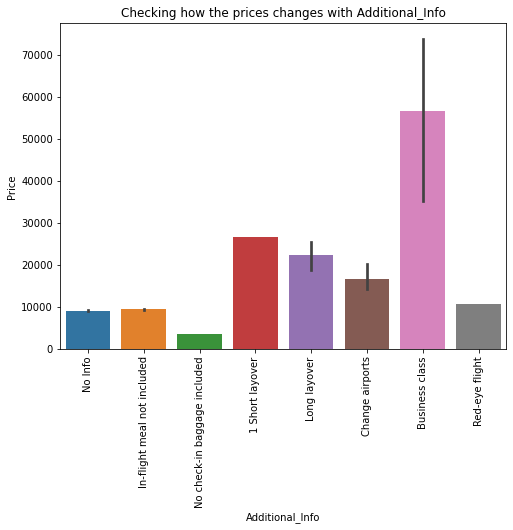 Checking how the prices changes with Additional_Info
70000
60000
50000
40000
30000
20000
10000
0
Price
No Info
In-flight meal not included
No check-in baggage included
1 Short layover
Long layover
Change airports
Business class
Red-eye flight
Additional_Info